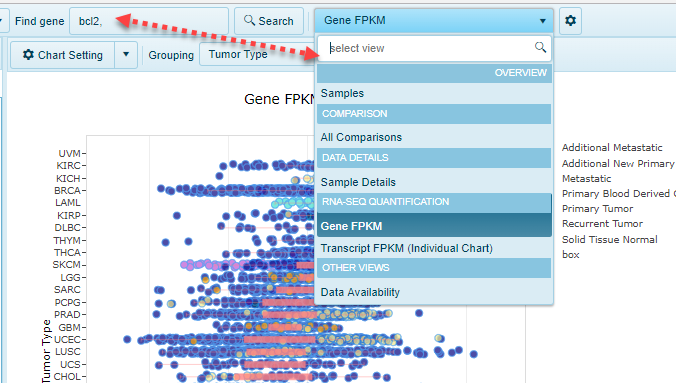 Find gene bcl2, Search Gene FPKM
Chart Setting Grouping Tumor Type
select view
OVERVIEW
Samples
COMPARISON
All Comparisons
DATA DETAILS
Sample Details
RNA-SEQ QUANTIFICATION
Gene FPKM
Transcript FPKM (Individual Chart)
OTHER VIEWS
Data Availability
Gene FPKM
Tumor Type
UVM
KIRC
KICH
BRCA
LAML
KIRP
DLBC
THYM
THCA
SKCM
LGG
SARC
PCPG
PRAD
GBM
UCEC
LUSC
UCS
CHOL
Additional Metastatic
Additional New Primary
Metastatic
Primary Blood Derived
Primary Tumor
Recurrent Tumor
Solid Tissue Normal
box